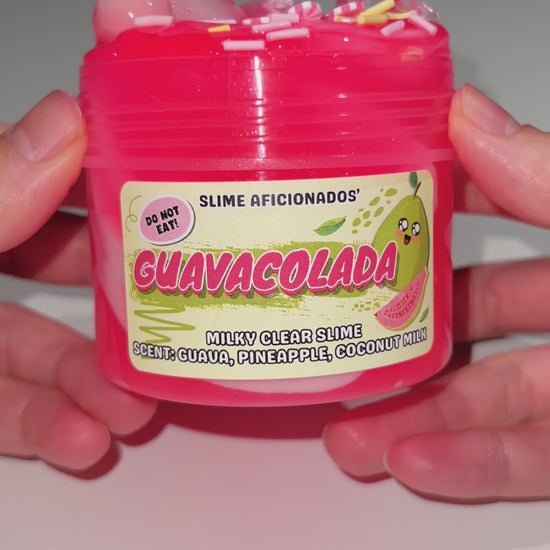 SLIME AFICIONADOS'
DO NOT
EAT!
GUAVACOLADA
MILKY CLEAR SLIME
SCENT: GUAVA, PINEAPPLE, COCONUT MILK